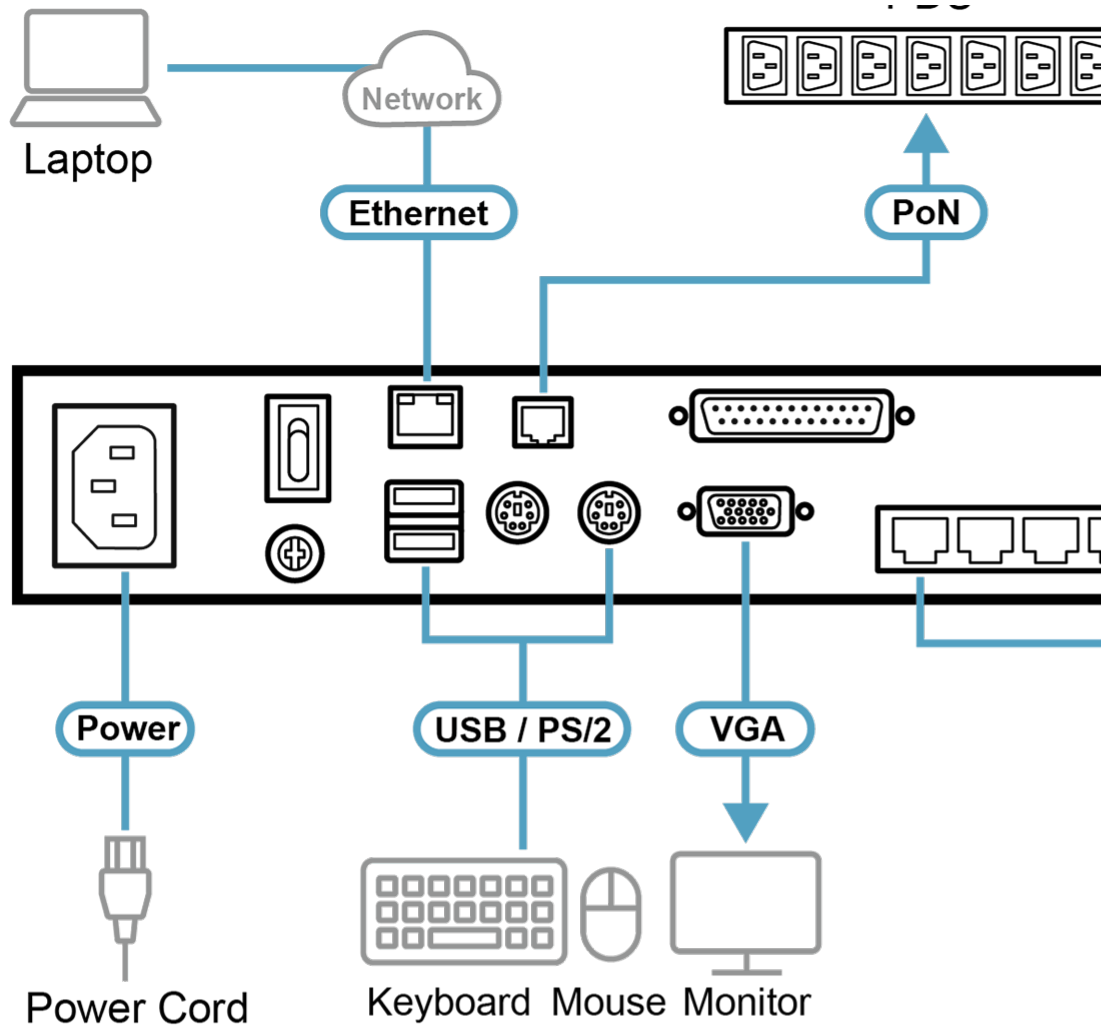 Network
Laptop
Ethernet
PoN
Power
USB / PS/2
VGA
Power Cord
Keyboard
Mouse
Monitor